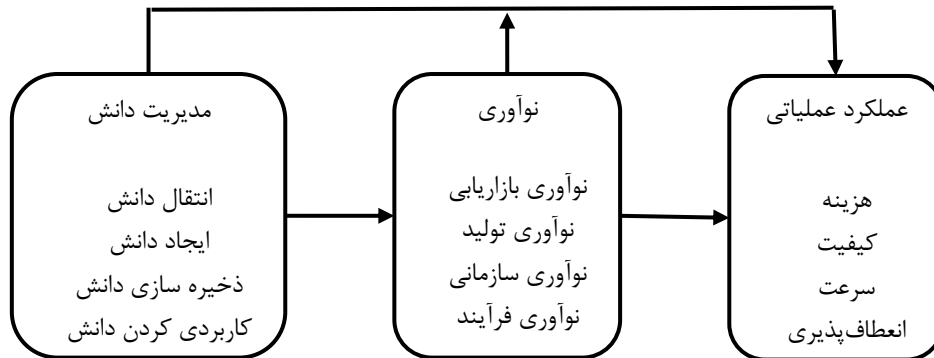 مدیریت دانش
انتقال دانش
ایجاد دانش
ذخیره سازی دانش
کاربردی کردن دانش
نوآوری
نوآوری بازاریابی
نوآوری تولید
نوآوری سازمانی
نوآوری فرآیند
عملکرد عملیاتی
هزینه
کیفیت
سرعت
انعطاف‌پذیری